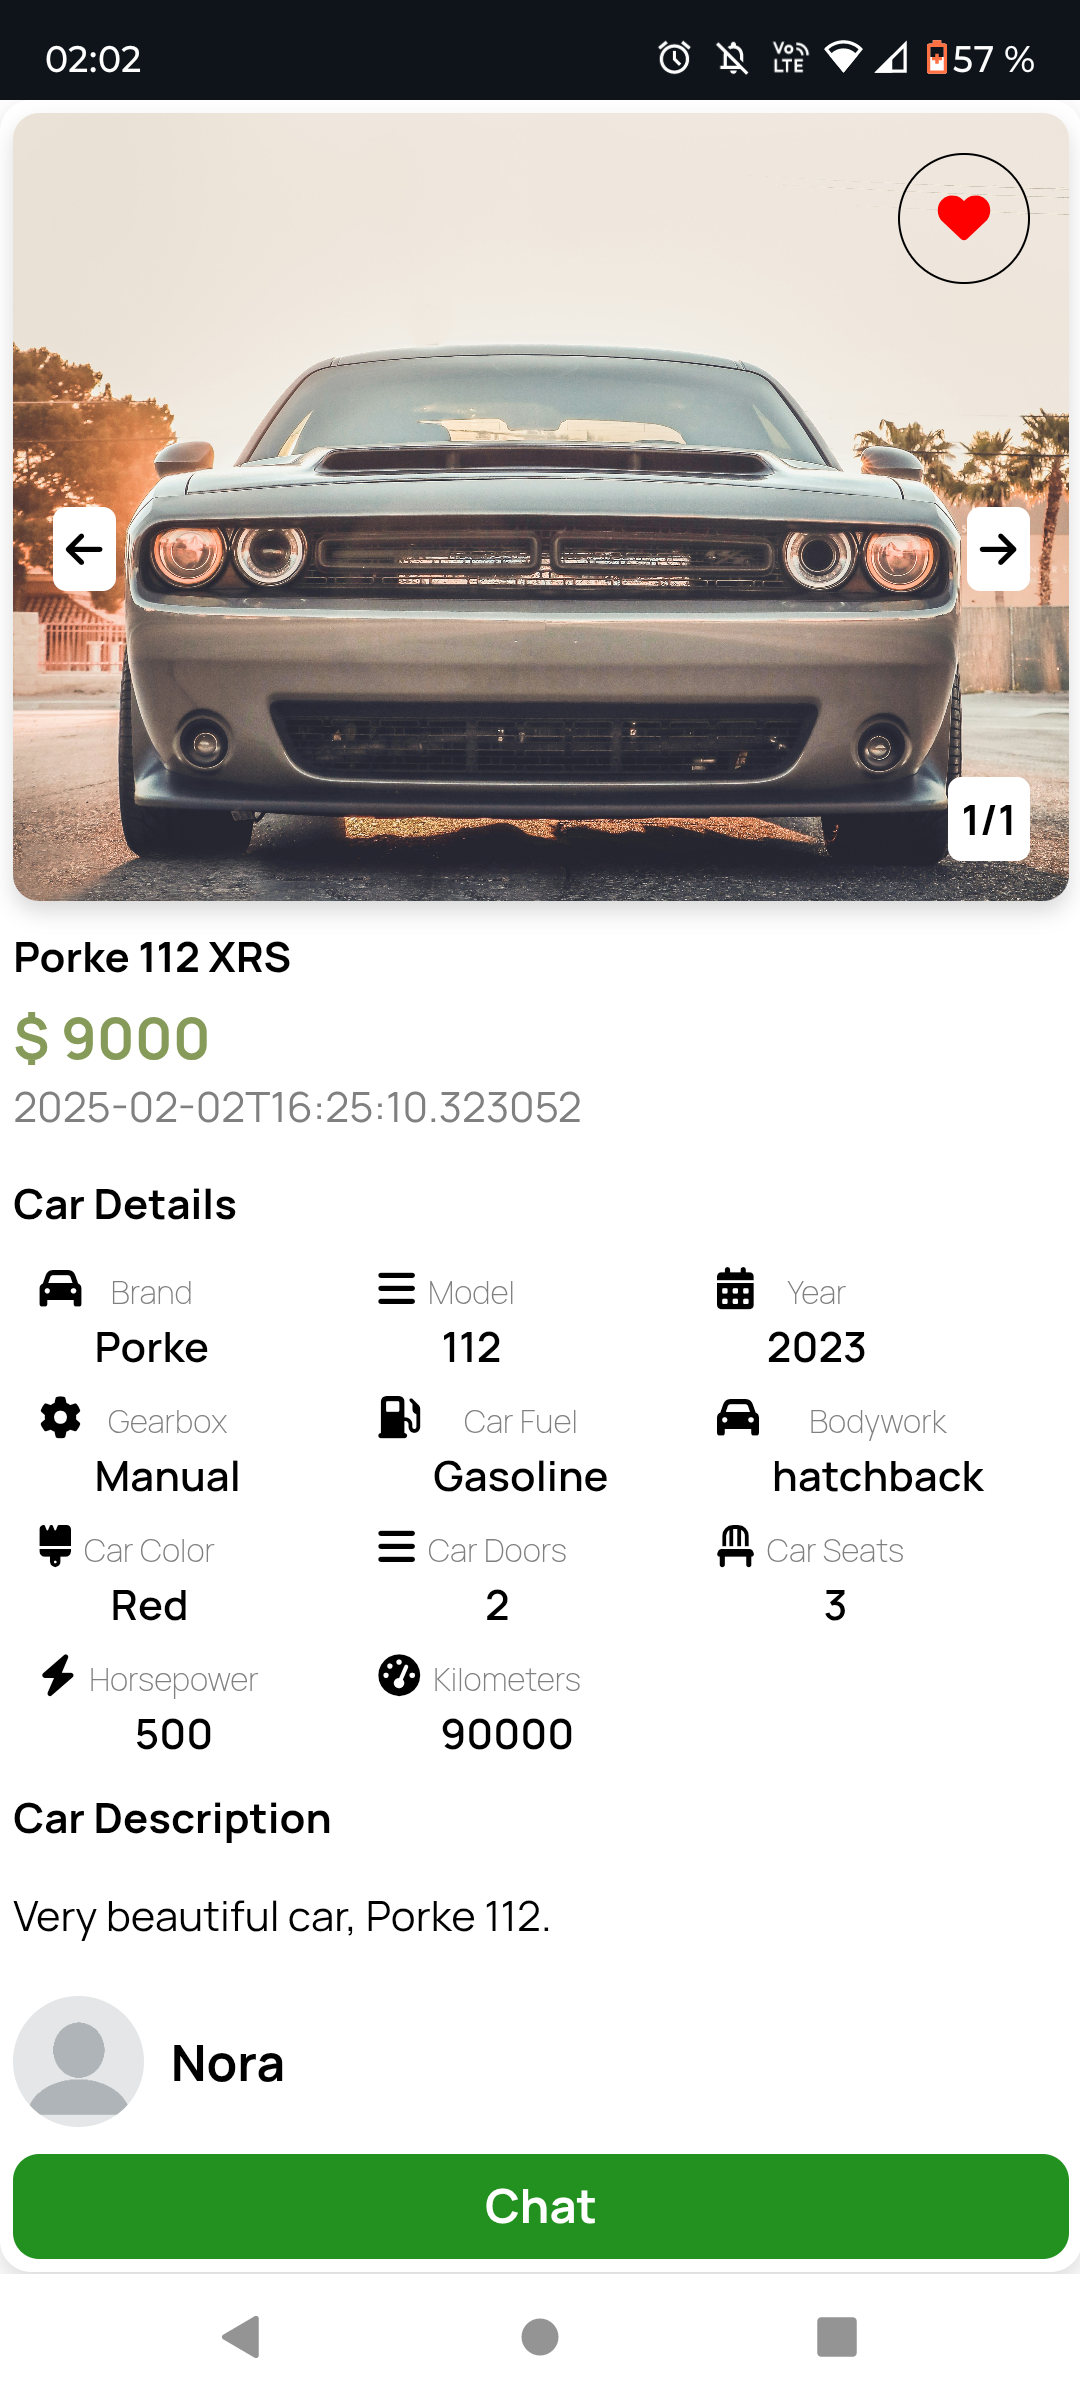 02:02
Vo LTE
57 %
1/1
Porke 112 XRS
$ 9000
2025-02-02T16:25:10.323052
Car Details
Brand Model Year
Porke 112 2023
Gearbox Car Fuel Bodywork
Manual Gasoline hatchback
Car Color Car Doors Car Seats
Red 2 3
Horsepower Kilometers
500 90000
Car Description
Very beautiful car, Porke 112.
Nora
Chat